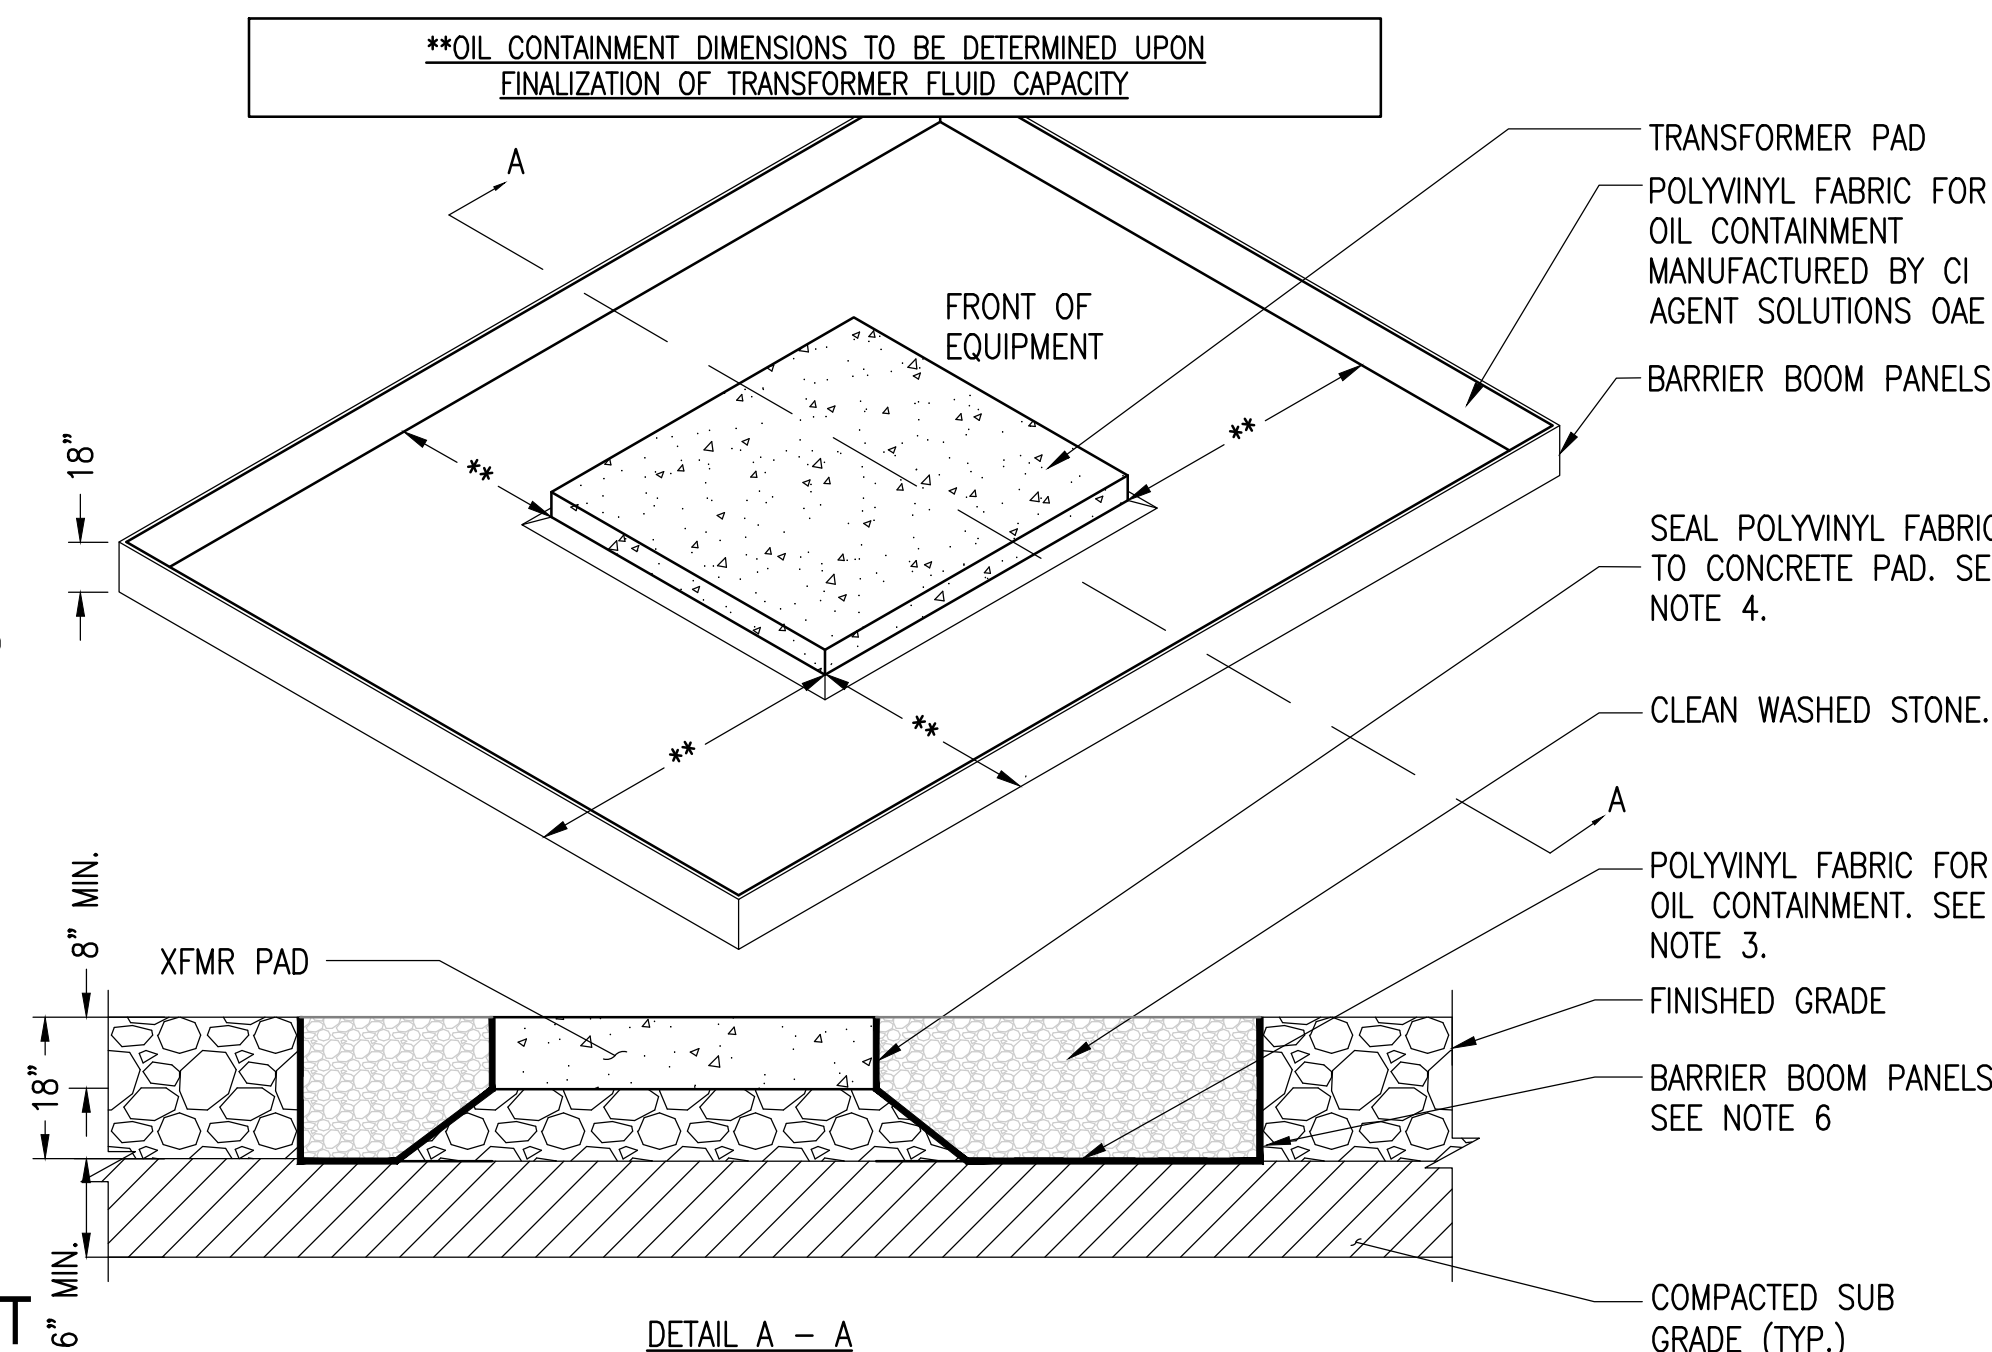 **OIL CONTAINMENT DIMENSIONS TO BE DETERMINED UPON
FINALIZATION OF TRANSFORMER FLUID CAPACITY
A
TRANSFORMER PAD
POLYVINYL FABRIC FOR
OIL CONTAINMENT
MANUFACTURED BY CI
AGENT SOLUTIONS OAE
FRONT OF
EQUIPMENT
BARRIER BOOM PANELS
18"
**
**
SEAL POLYVINYL FABRIC
TO CONCRETE PAD. SE
NOTE 4.
CLEAN WASHED STONE.
**
**
A
8" MIN.
POLYVINYL FABRIC FOR
OIL CONTAINMENT. SEE
NOTE 3.
XFMR PAD
FINISHED GRADE
18"
BARRIER BOOM PANELS
SEE NOTE 6
6" MIN.
T
COMPACTED SUB
GRADE (TYP.)
DETAIL A - A